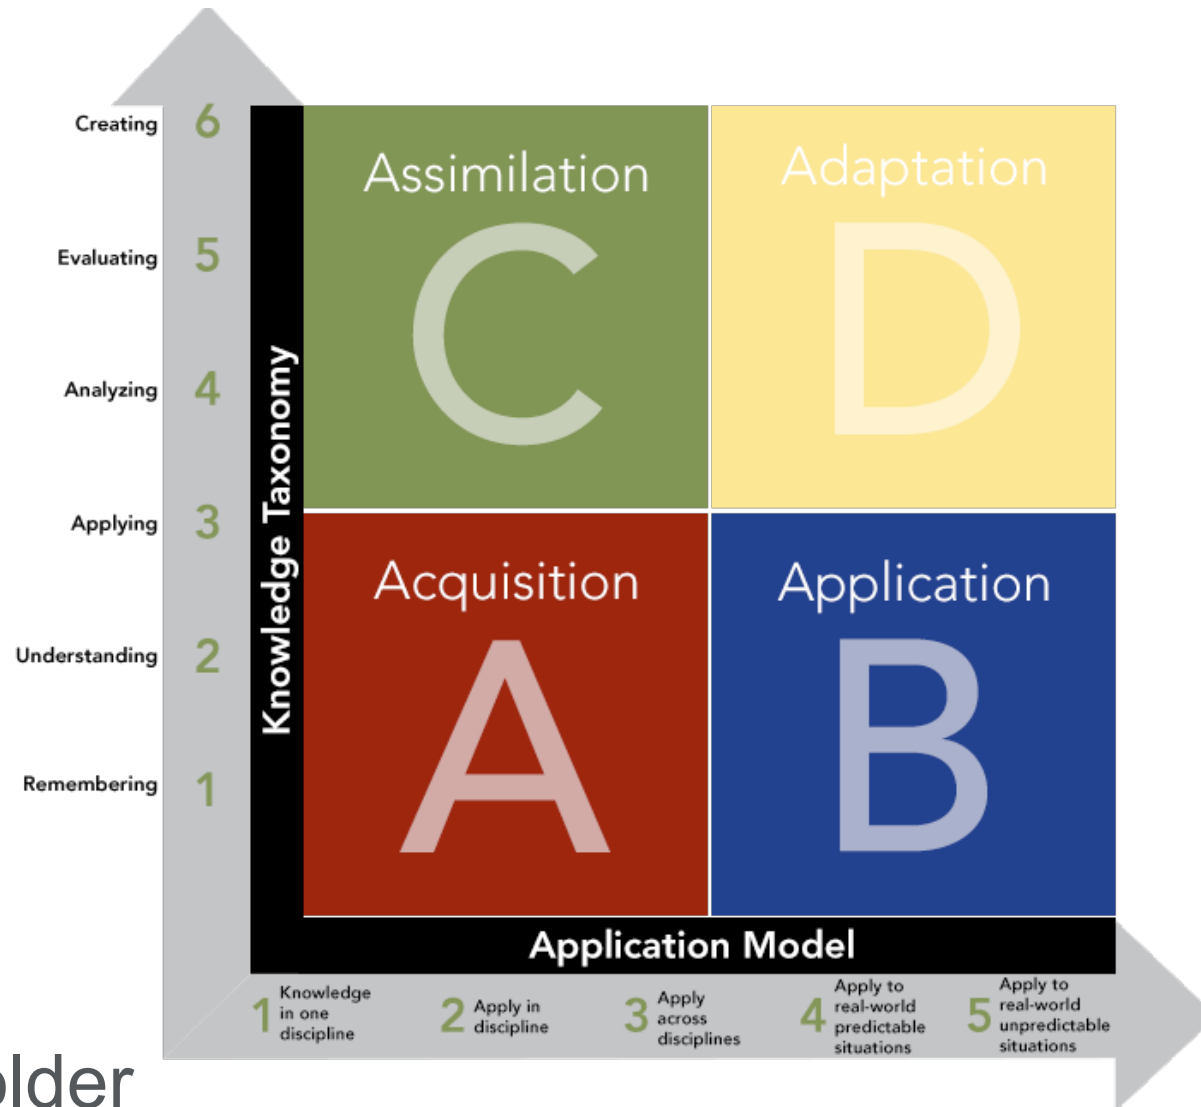 Creating 6
Assimilation
Adaptation
C
D
Evaluating 5
Analyzing 4
Knowledge Taxonomy
Applying 3
Acquisition
Application
A
B
Understanding 2
Remembering 1
Application Model
1 Knowledge
in one
discipline
2 Apply in
discipline
3 Apply
across
disciplines
4 Apply to
real-world
predictable
situations
5 Apply to
real-world
unpredictable
situations
older